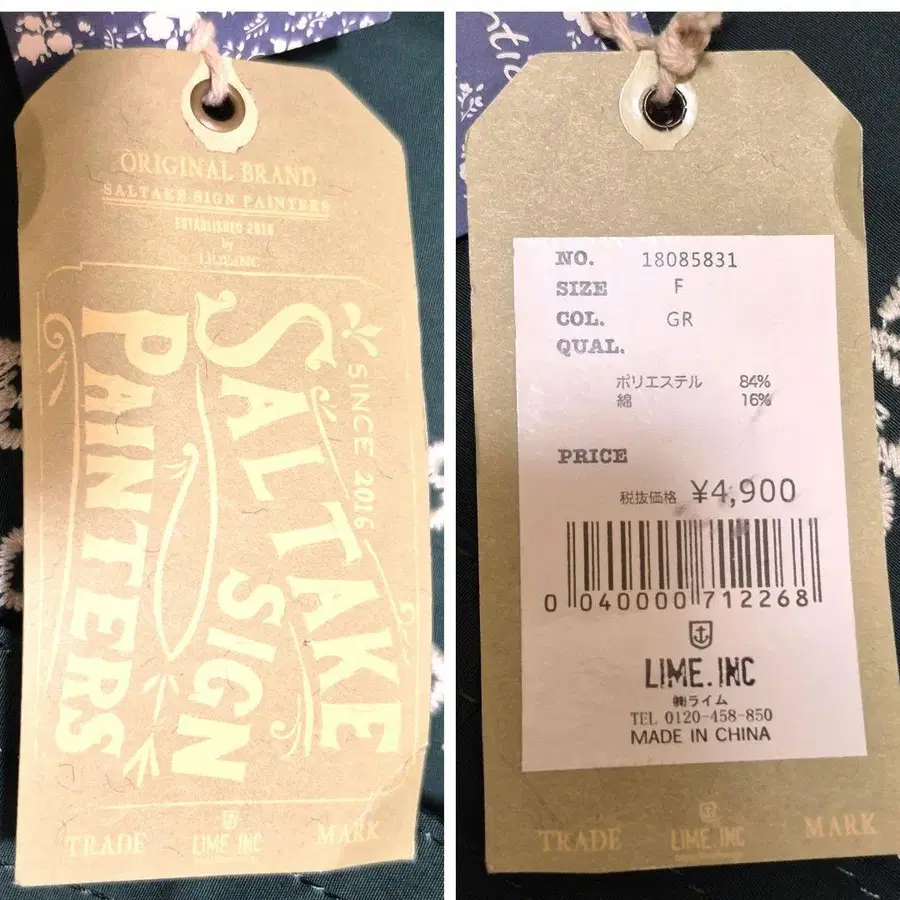 ORIGINAL BRAND
SALTAKE SIGN PAINTERS
ESTABLISHED 2016
by
LIME.INC
SINCE 2016
SALTAKE
SIGN
PAINTERS
TRADE
LIME.INC
MARK
NO. 18085831
SIZE F
COL. GR
QUAL.
ポリエステル 84%
綿 16%
PRICE
税抜価格 ¥4,900
0 040000 712268
LIME.INC
㈱ライム
TEL 0120-458-850
MADE IN CHINA
TRADE
LIME.INC
MARK